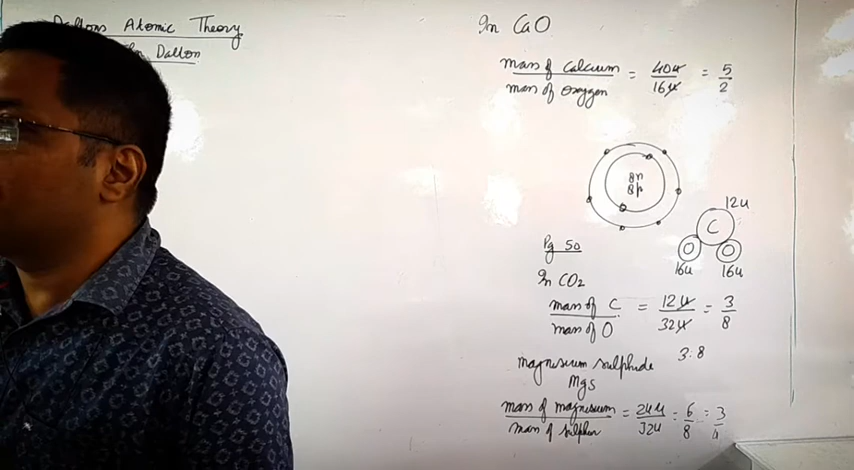 Daltons Atomic Theory
Dalton
In CaO
mass of Calcium = 40u = 5
mass of oxygen 16u 2
8n
8p
12u
C
O O
16u 16u
Pg 50
In CO2
mass of C = 12u = 3
mass of O 32u 8
3:8
magnesium sulphide
MgS
mass of magnesium = 24u = 6 = 3
mass of sulphur 32u 8 4